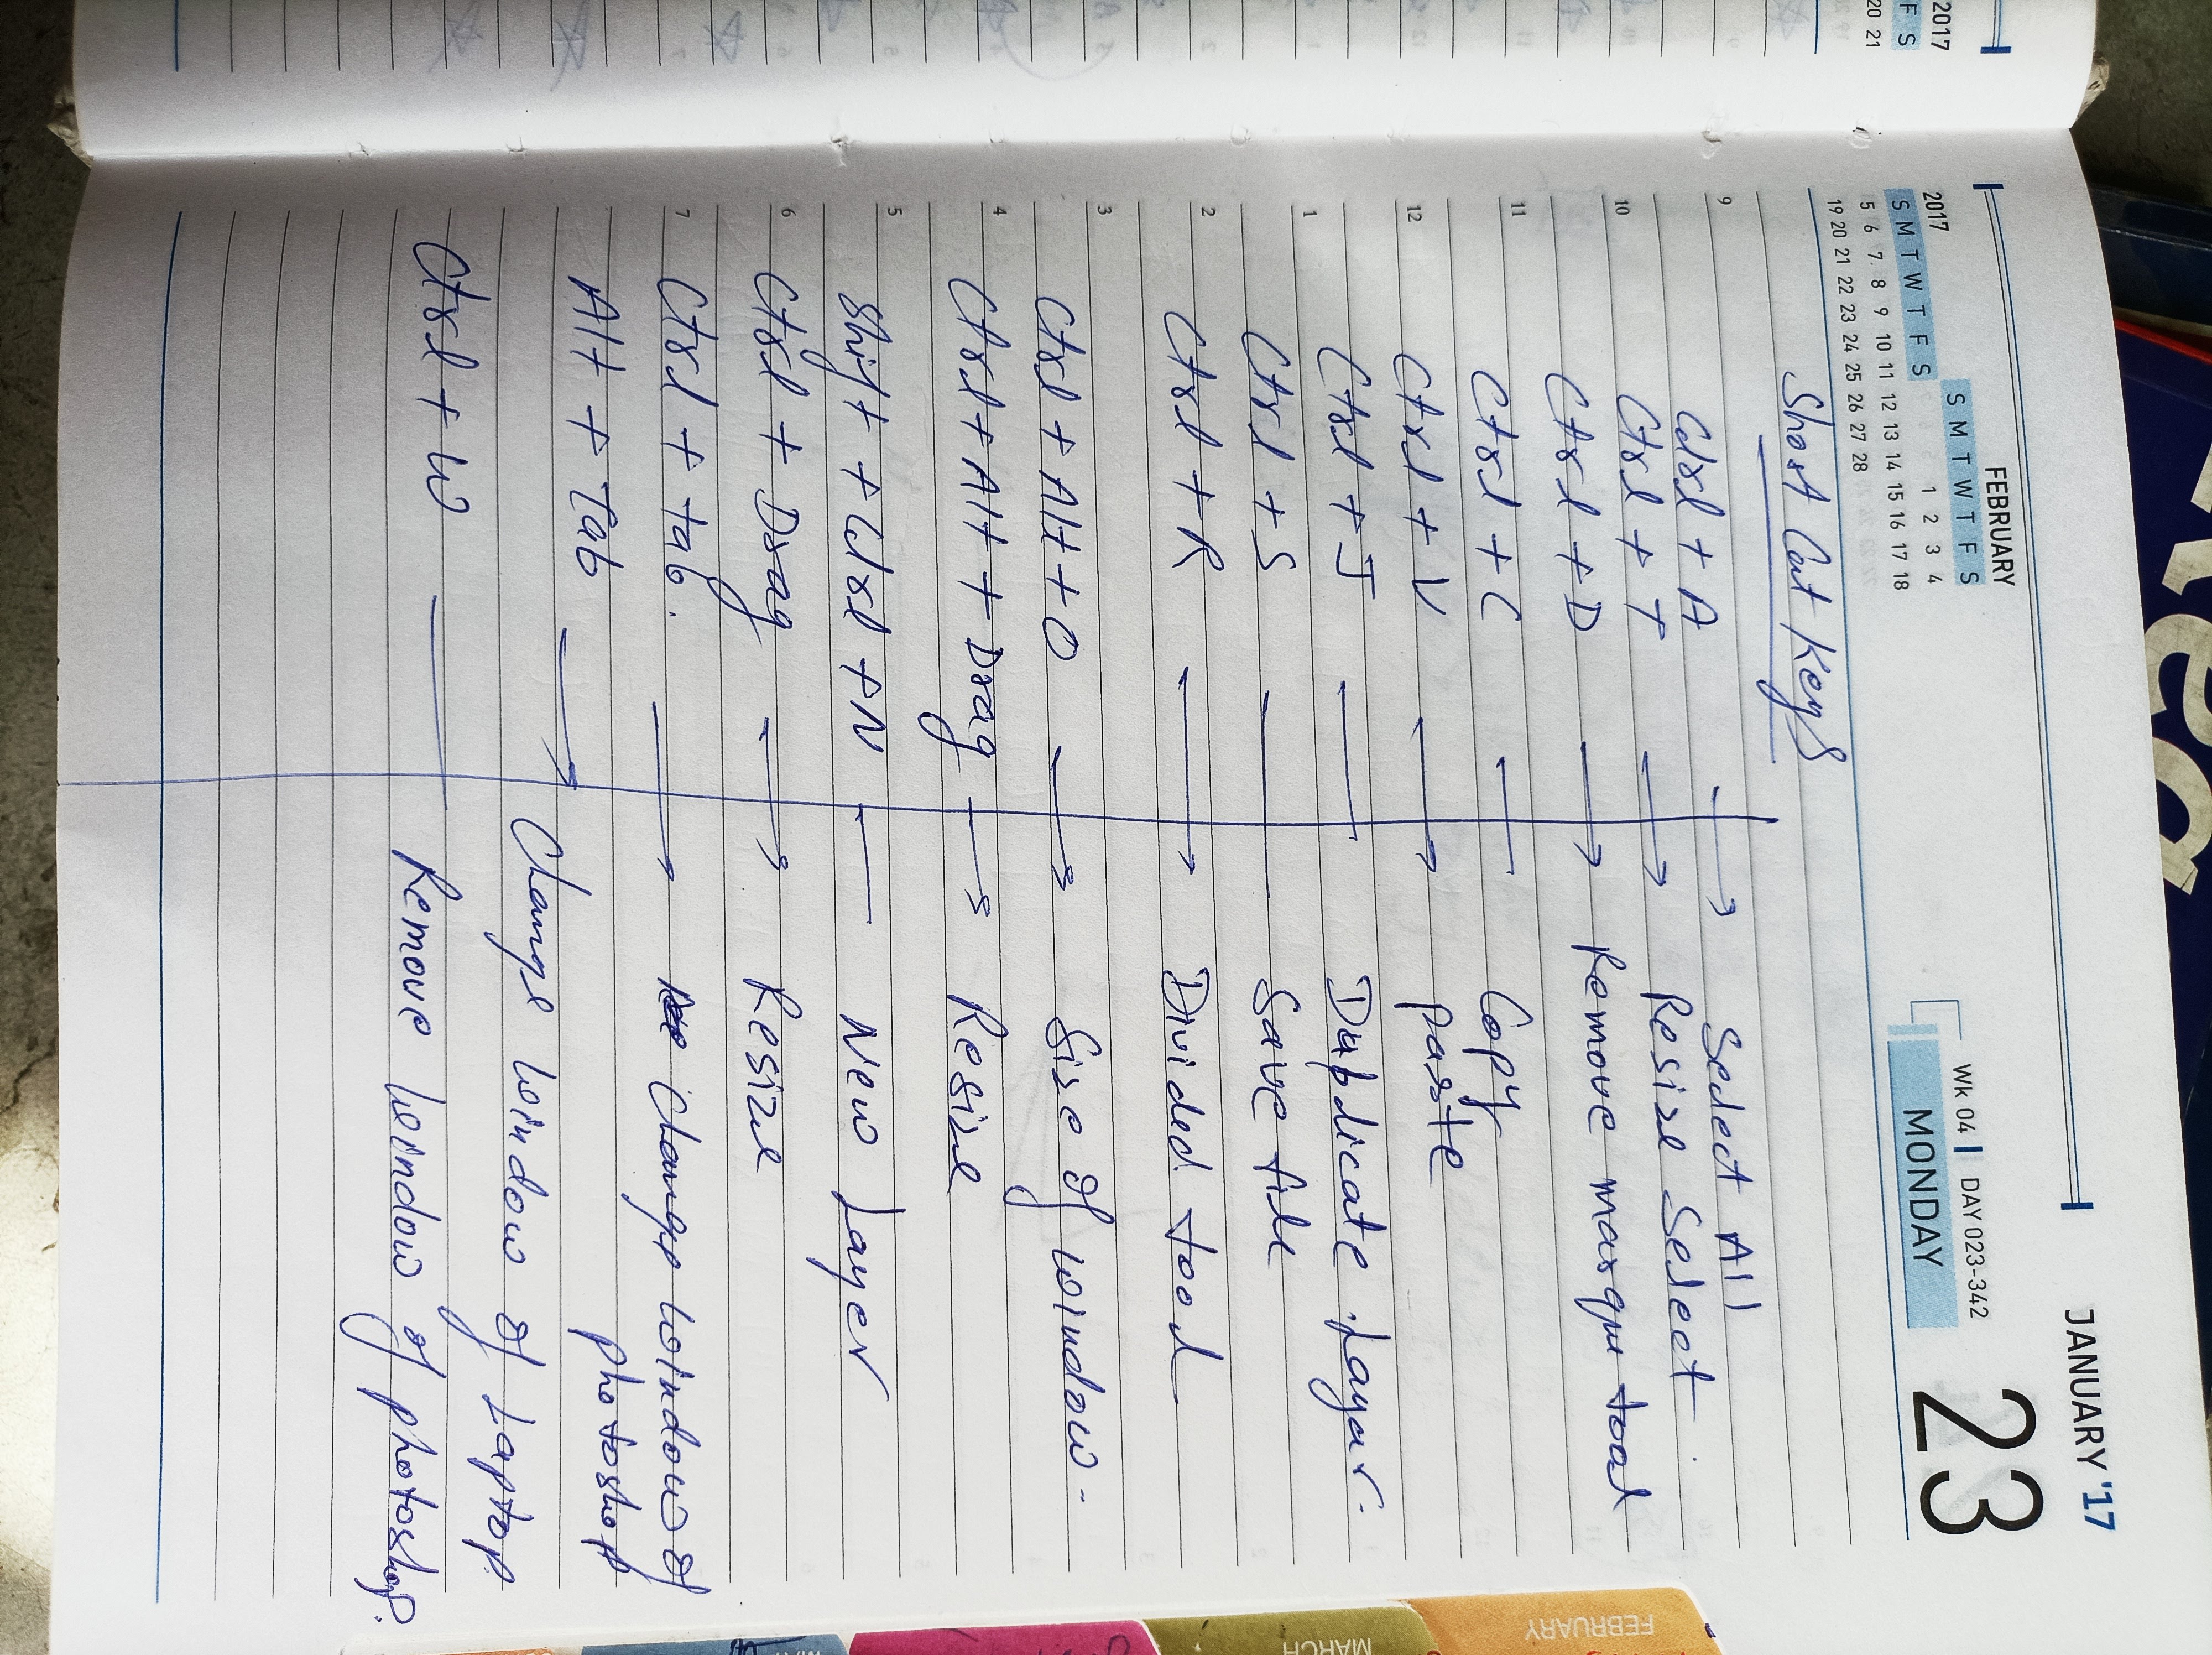 JANUARY '17
FEBRUARY
2017 S M T W T F S S M T W T F S
1 2 3 4
5 6 7 8 9 10 11 12 13 14 15 16 17 18
19 20 21 22 23 24 25 26 27 28
Wk 04 | DAY 023-342
MONDAY
23
Short Cut Keys
9 Ctrl + A → Select All
Ctrl + T → Resize Select
10 Ctrl + D → Remove marque tool
11 Ctrl + C — Copy
12 Ctrl + V → paste
Ctrl + J — Dupblicate Layer.
1 Ctrl + S — Save file
2 Ctrl + R → Divided tool
3 Ctrl + Alt + O → Size of window -
4 Ctrl + Alt + Drag → Resize
5 Shift + Ctrl + N — New Layer
6 Ctrl + Drag → Resize
7 Ctrl + tab. → Change window of
photoshop
Alt + Tab → Change window of Laptop.
Ctrl + W — Remove window of photoshop.
2017
F S
20 21
FEBRUARY
MARCH